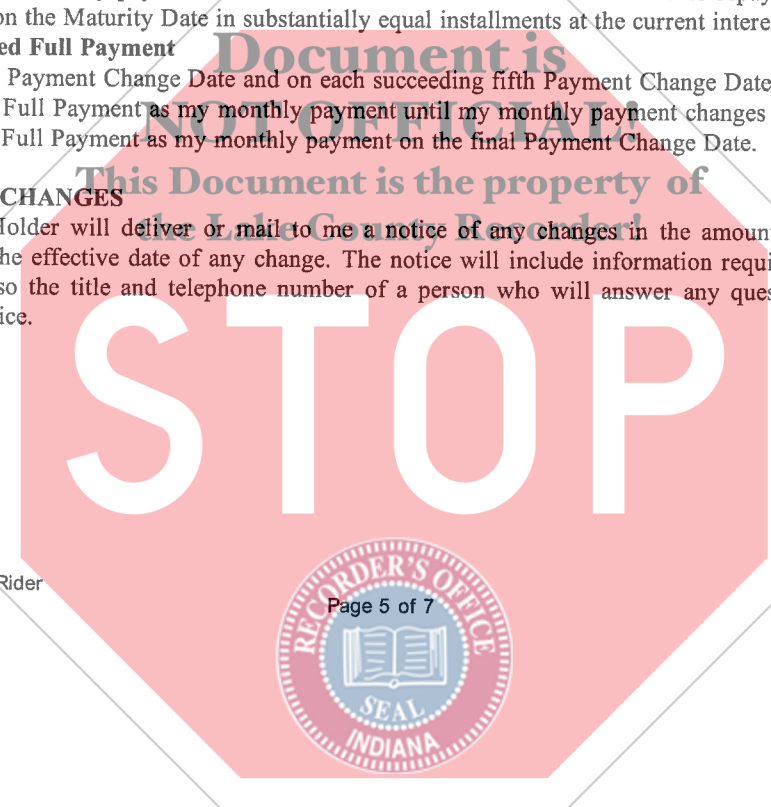 on the Maturity Date in substantially equal installments at the current intere
ed Full Payment
Document is
Payment Change Date and on each succeeding fifth Payment Change Date
Full Payment as my monthly payment until my monthly payment changes
NOT OFFICIAL!
Full Payment as my monthly payment on the final Payment Change Date.
This Document is the property of
CHANGES
the Lake County Recorder!
Holder will deliver or mail to me a notice of any changes in the amoun
he effective date of any change. The notice will include information requi
so the title and telephone number of a person who will answer any ques
ice.
STOP
Rider
Page 5 of 7
RECORDER'S OFFICE
SEAL
INDIANA